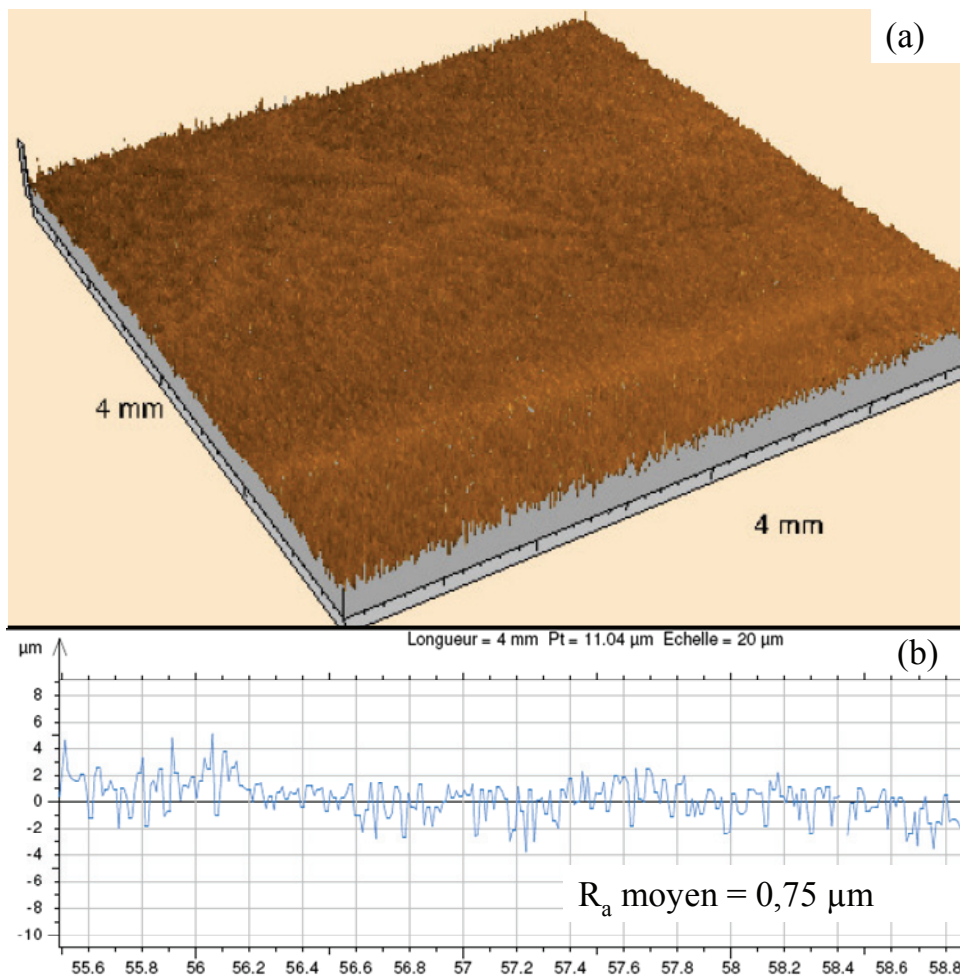 (a)
4 mm
4 mm
Longueur = 4 mm Pt = 11.04 µm Echelle = 20 µm
µm
(b)
8
6
4
2
0
-2
-4
-6
-8
-10
Ra moyen = 0,75 µm
55.6 55.8 56 56.2 56.4 56.6 56.8 57 57.2 57.4 57.6 57.8 58 58.2 58.4 58.6 58.8